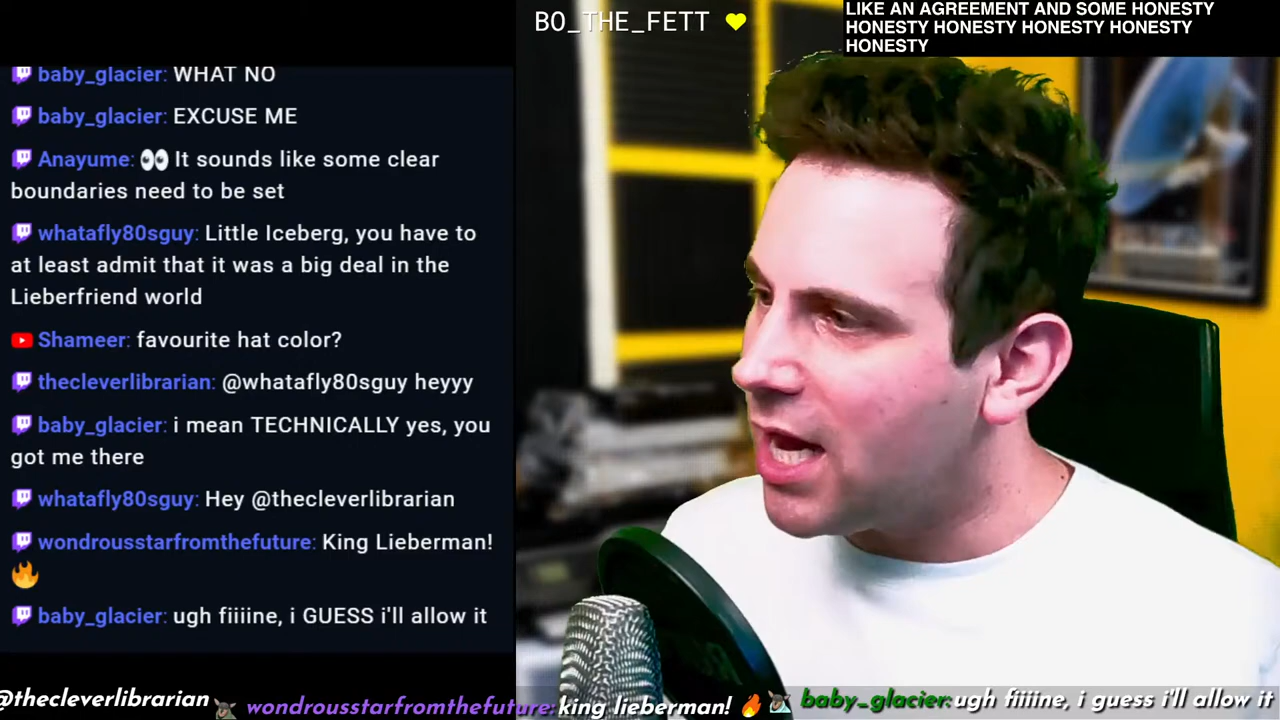 BO_THE_FETT
LIKE AN AGREEMENT AND SOME HONESTY
HONESTY HONESTY HONESTY HONESTY
HONESTY
baby_glacier: WHAT NO
baby_glacier: EXCUSE ME
Anayume: 👀 It sounds like some clear
boundaries need to be set
whatafly80sguy: Little Iceberg, you have to
at least admit that it was a big deal in the
Lieberfriend world
Shameer: favourite hat color?
thecleverlibrarian: @whatafly80sguy heyyy
baby_glacier: i mean TECHNICALLY yes, you
got me there
whatafly80sguy: Hey @thecleverlibrarian
wondrousstarfromthefuture: King Lieberman!
🔥
baby_glacier: ugh fiiiine, i GUESS i'll allow it
@thecleverlibrarian wondrousstarfromthefuture: king lieberman! 🔥 baby_glacier: ugh fiiiine, i guess i'll allow it